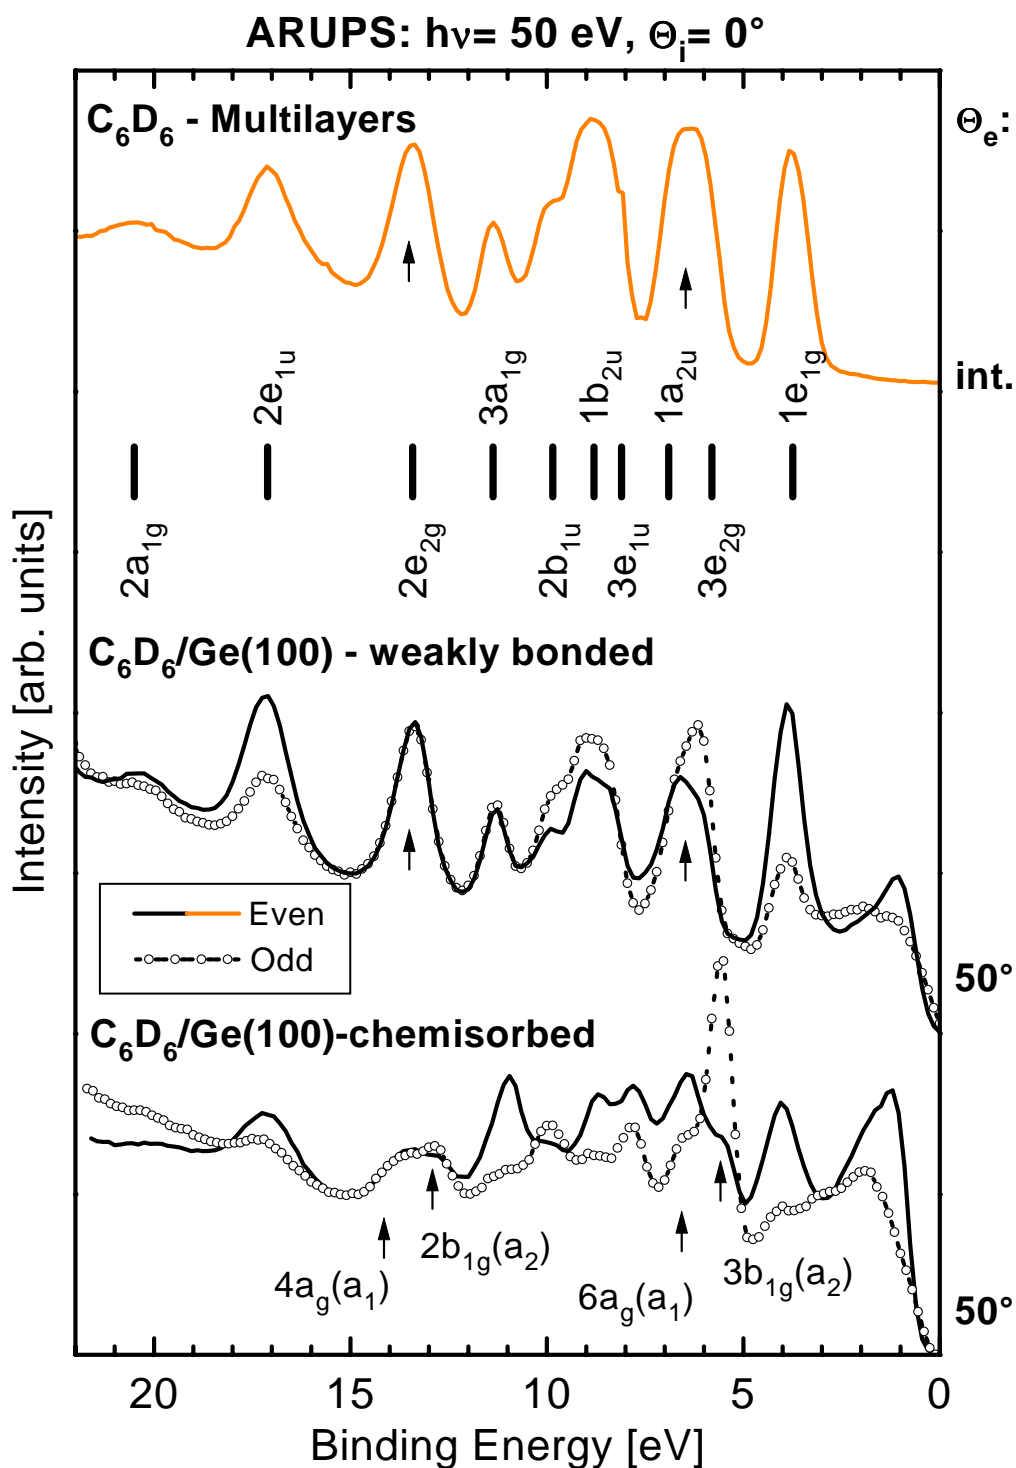 ARUPS: hν= 50 eV, Θi= 0°
C6D6 - Multilayers
Θe:
int.
2e1u
3a1g
1b2u
1a2u
1e1g
2a1g
2e2g
2b1u
3e1u
3e2g
C6D6/Ge(100) - weakly bonded
Even
Odd
50°
C6D6/Ge(100)-chemisorbed
2b1g(a2)
4ag(a1)
6ag(a1)
3b1g(a2)
50°
20 15 10 5 0
Binding Energy [eV]
Intensity [arb. units]